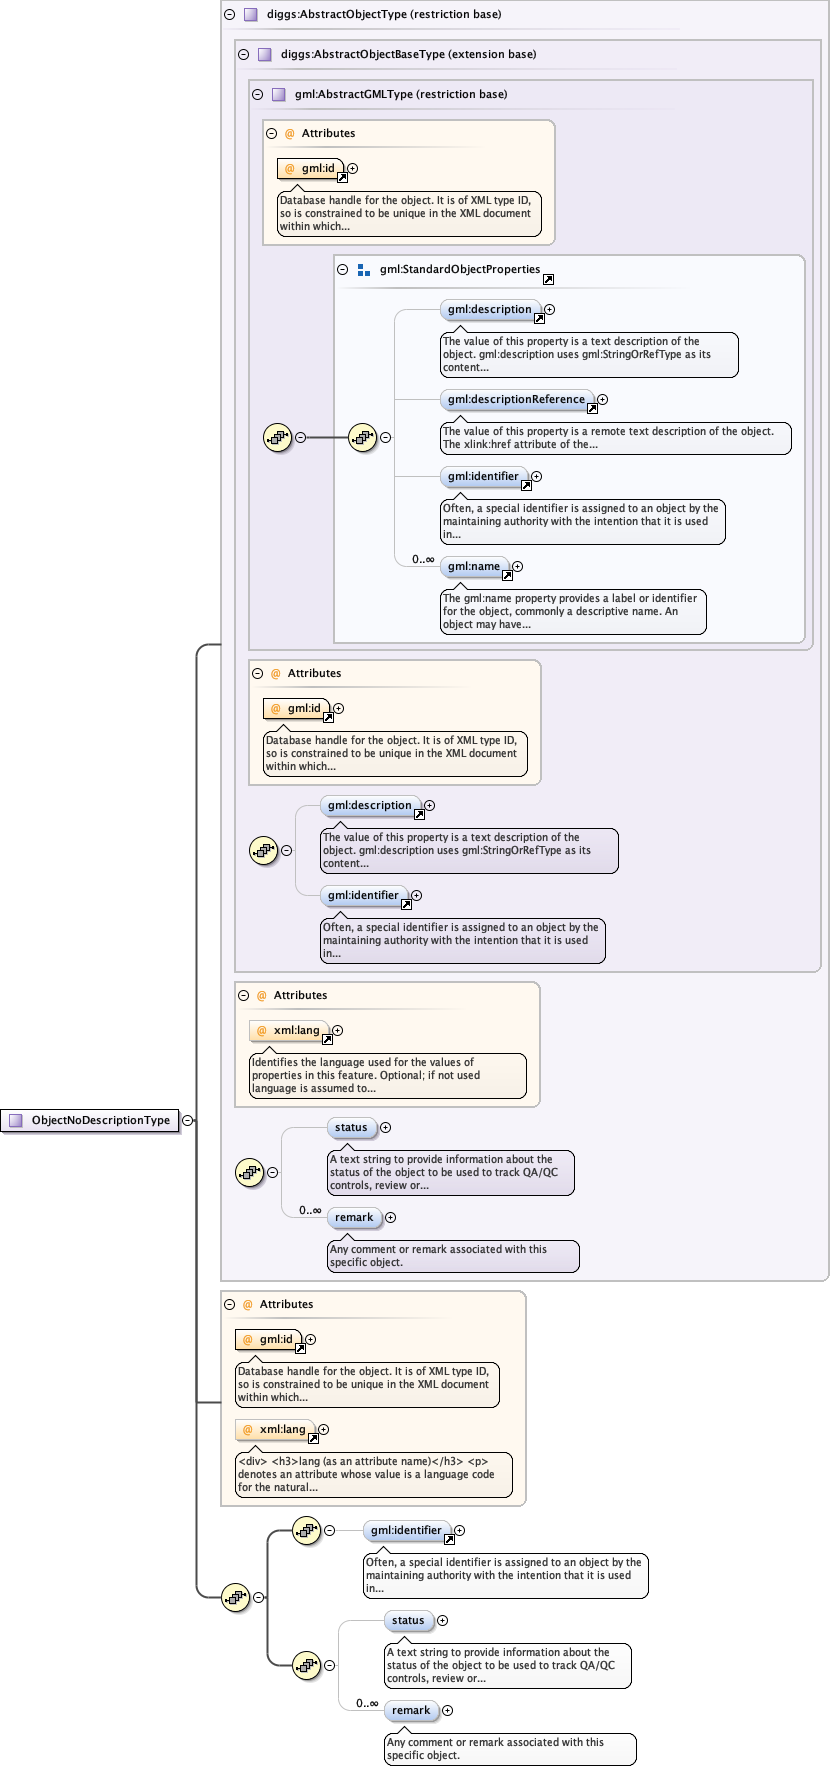 diggs:AbstractObjectType (restriction base)
diggs:AbstractObjectBaseType (extension base)
gml:AbstractGMLType (restriction base)
@ Attributes
@ gml:id
Database handle for the object. It is of XML type ID,
so is constrained to be unique in the XML document
within which...
gml:StandardObjectProperties
gml:description
The value of this property is a text description of the
object. gml:description uses gml:StringOrRefType as its
content...
gml:descriptionReference
The value of this property is a remote text description of the object.
The xlink:href attribute of the...
gml:identifier
Often, a special identifier is assigned to an object by the
maintaining authority with the intention that it is used
in...
0..∞
gml:name
The gml:name property provides a label or identifier
for the object, commonly a descriptive name. An
object may have...
@ Attributes
@ gml:id
Database handle for the object. It is of XML type ID,
so is constrained to be unique in the XML document
within which...
gml:description
The value of this property is a text description of the
object. gml:description uses gml:StringOrRefType as its
content...
gml:identifier
Often, a special identifier is assigned to an object by the
maintaining authority with the intention that it is used
in...
@ Attributes
@ xml:lang
Identifies the language used for the values of
properties in this feature. Optional; if not used
language is assumed to...
ObjectNoDescriptionType
status
A text string to provide information about the
status of the object to be used to track QA/QC
controls, review or...
0..∞
remark
Any comment or remark associated with this
specific object.
@ Attributes
@ gml:id
Database handle for the object. It is of XML type ID,
so is constrained to be unique in the XML document
within which...
@ xml:lang
<div> <h3>lang (as an attribute name)</h3> <p>
denotes an attribute whose value is a language code
for the natural...
gml:identifier
Often, a special identifier is assigned to an object by the
maintaining authority with the intention that it is used
in...
status
A text string to provide information about the
status of the object to be used to track QA/QC
controls, review or...
0..∞
remark
Any comment or remark associated with this
specific object.